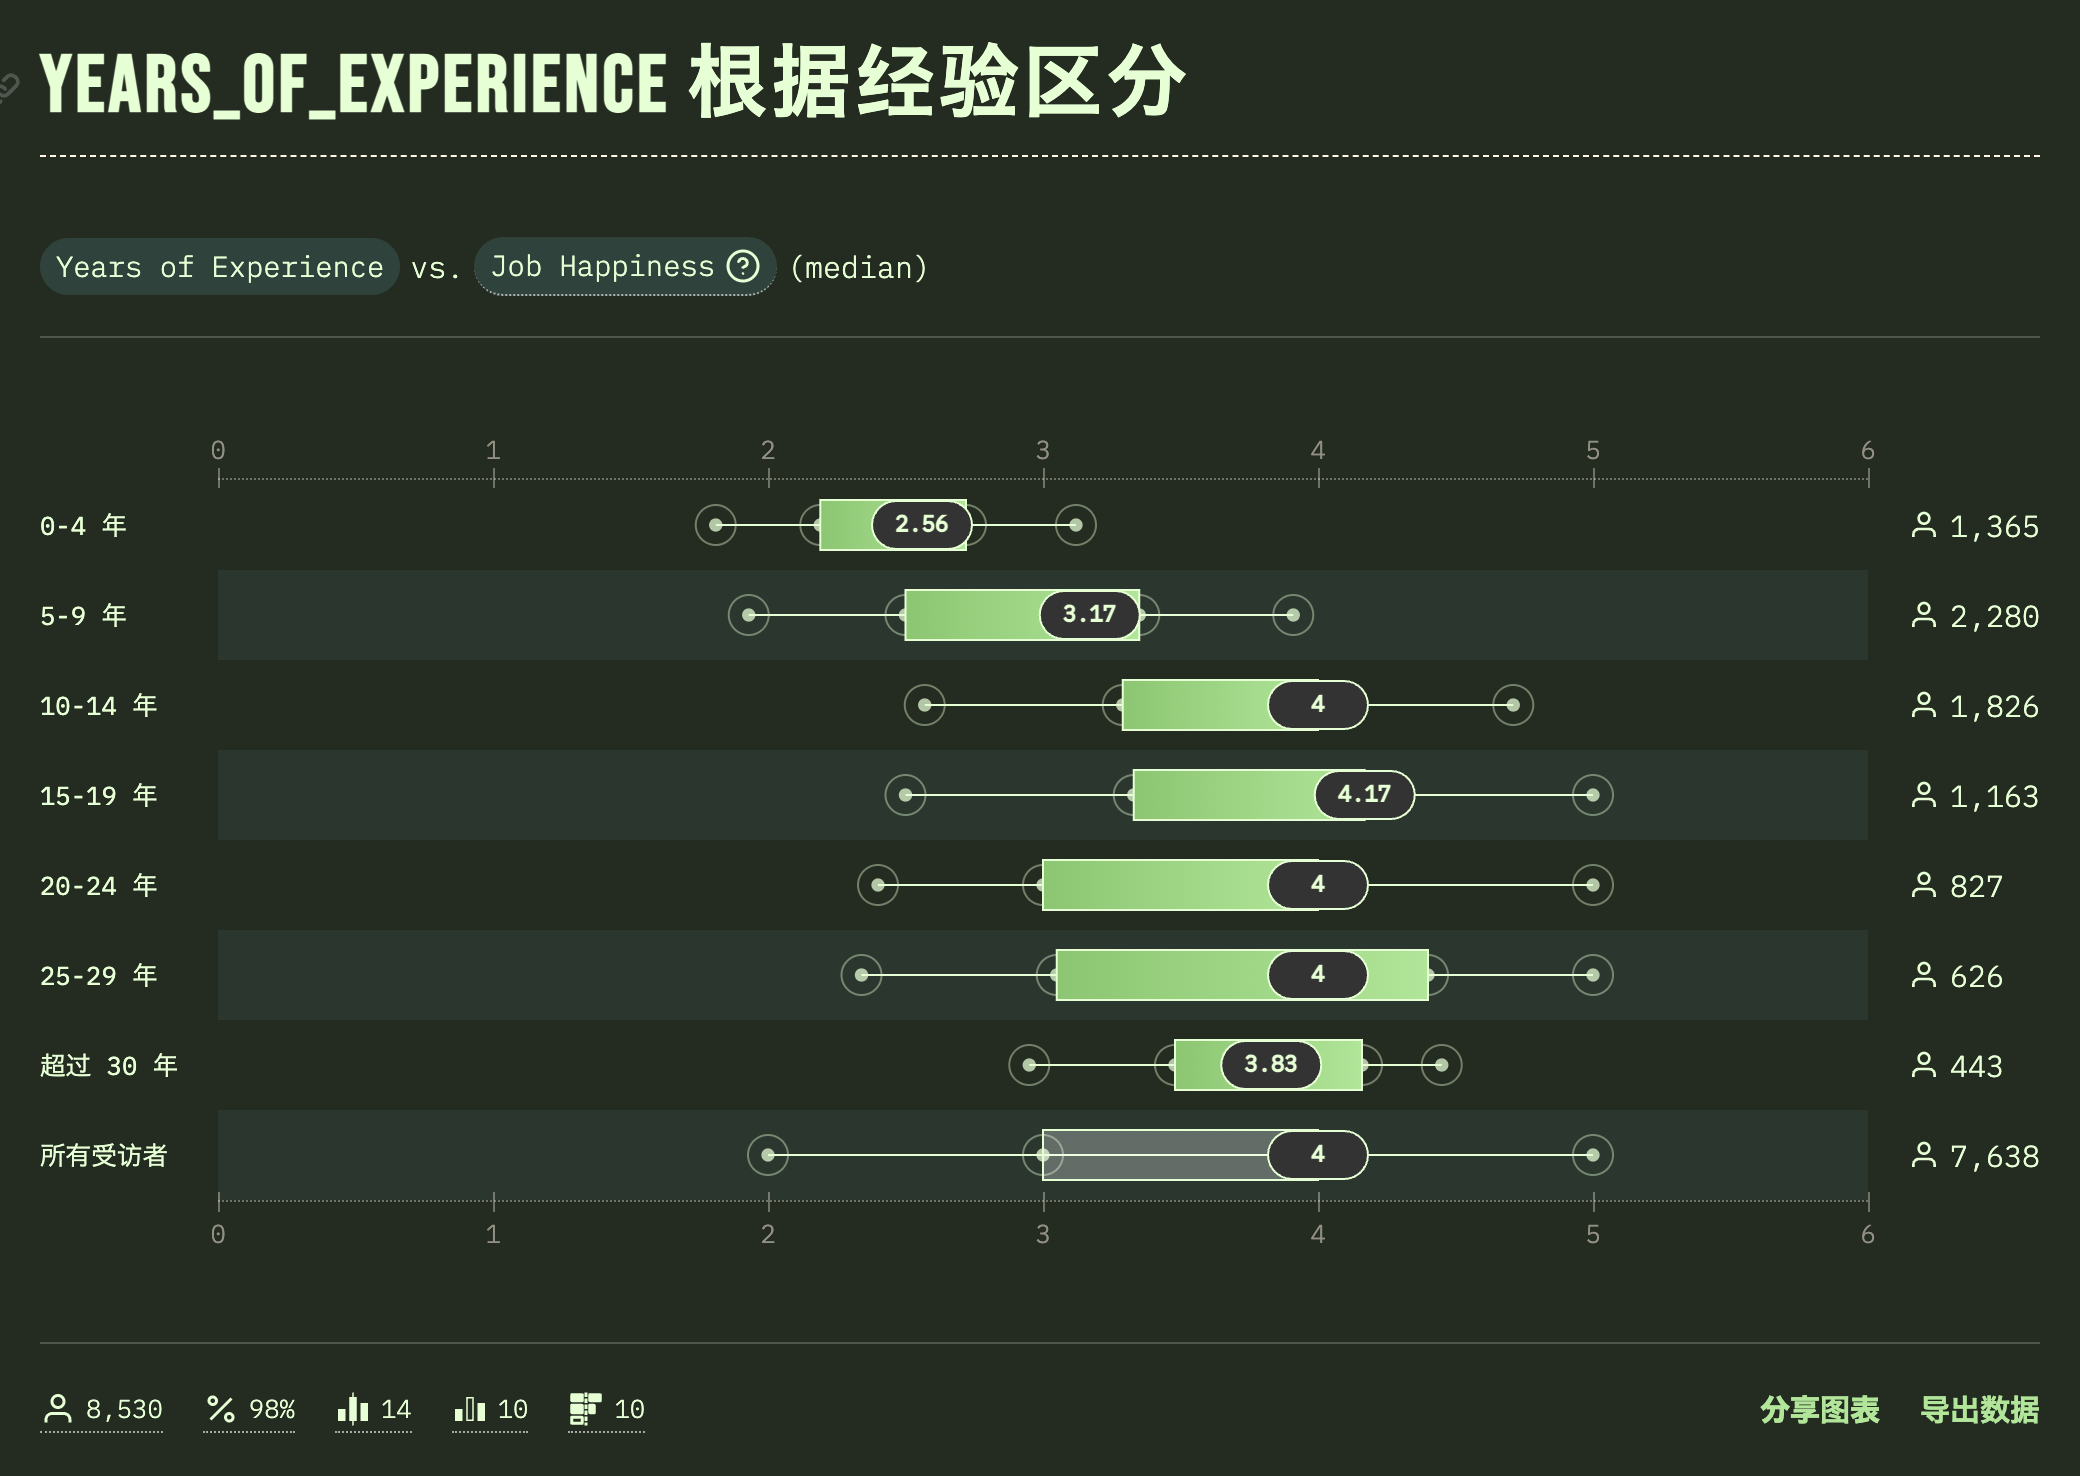 YEARS_OF_EXPERIENCE 根据经验区分
Years of Experience vs. Job Happiness ? (median)
0 1 2 3 4 5 6
0-4 年 2.56 1,365
5-9 年 3.17 2,280
10-14 年 4 1,826
15-19 年 4.17 1,163
20-24 年 4 827
25-29 年 4 626
超过 30 年 3.83 443
所有受访者 4 7,638
0 1 2 3 4 5 6
8,530 98% 14 10 10 分享图表 导出数据